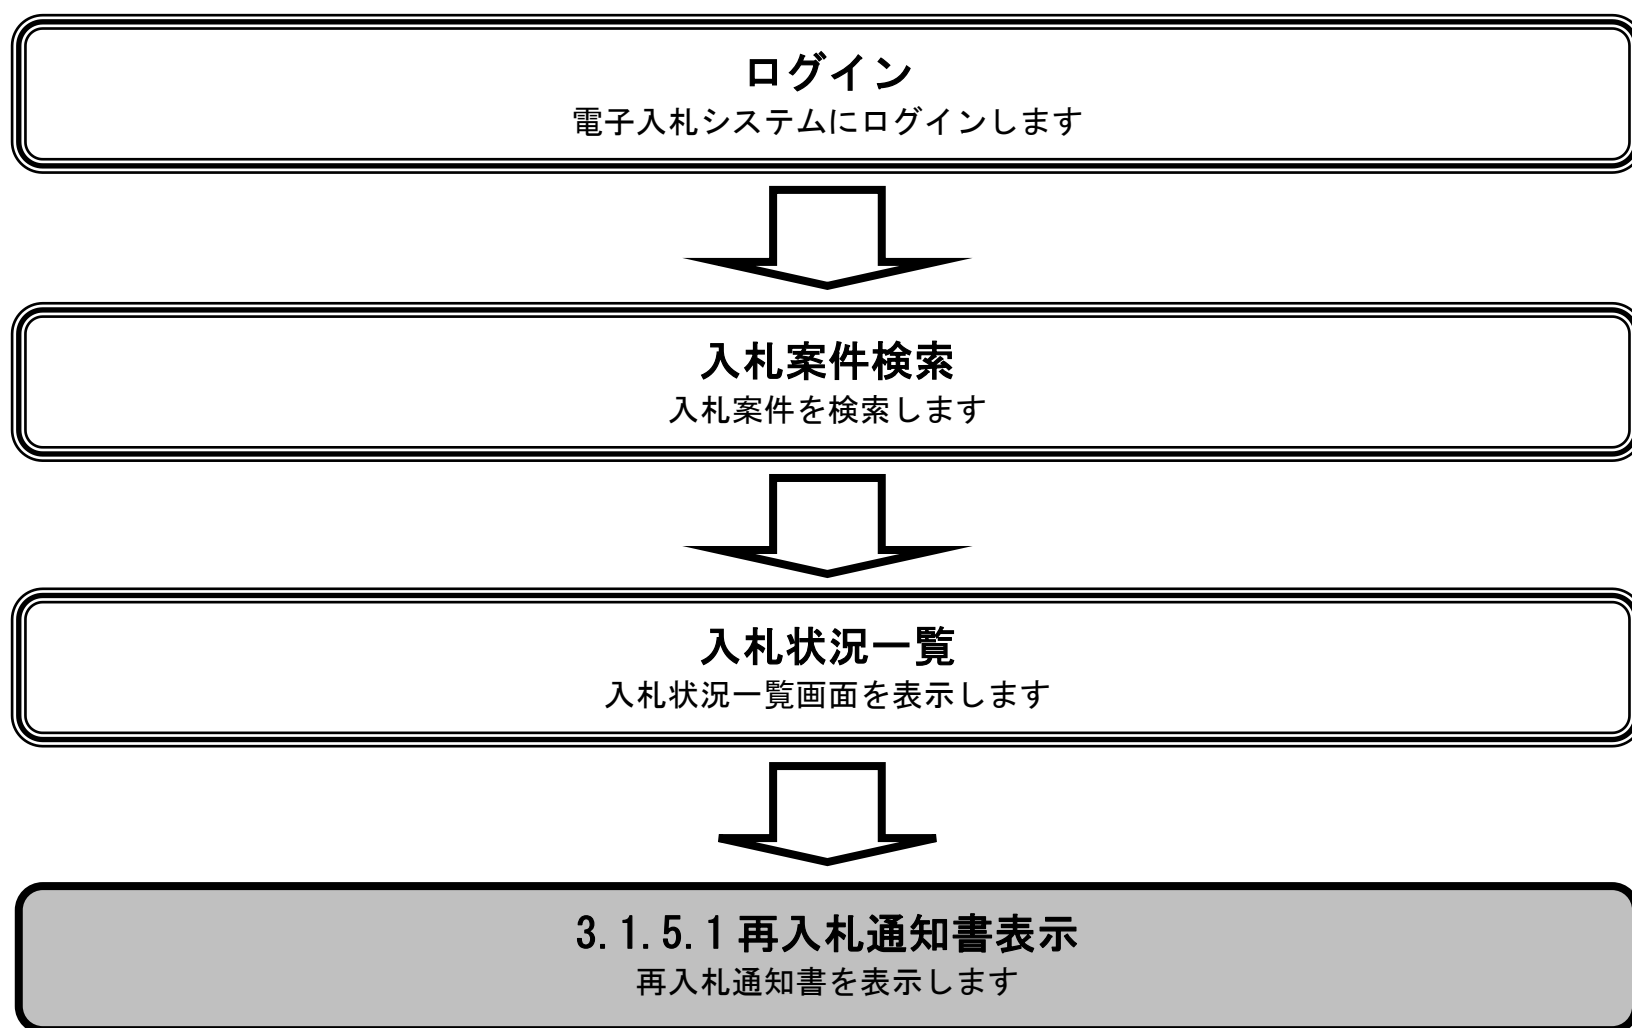 ログイン
電子入札システムにログインします
入札案件検索
入札案件を検索します
入札状況一覧
入札状況一覧画面を表示します
3.1.5.1 再入札通知書表示
再入札通知書を表示します